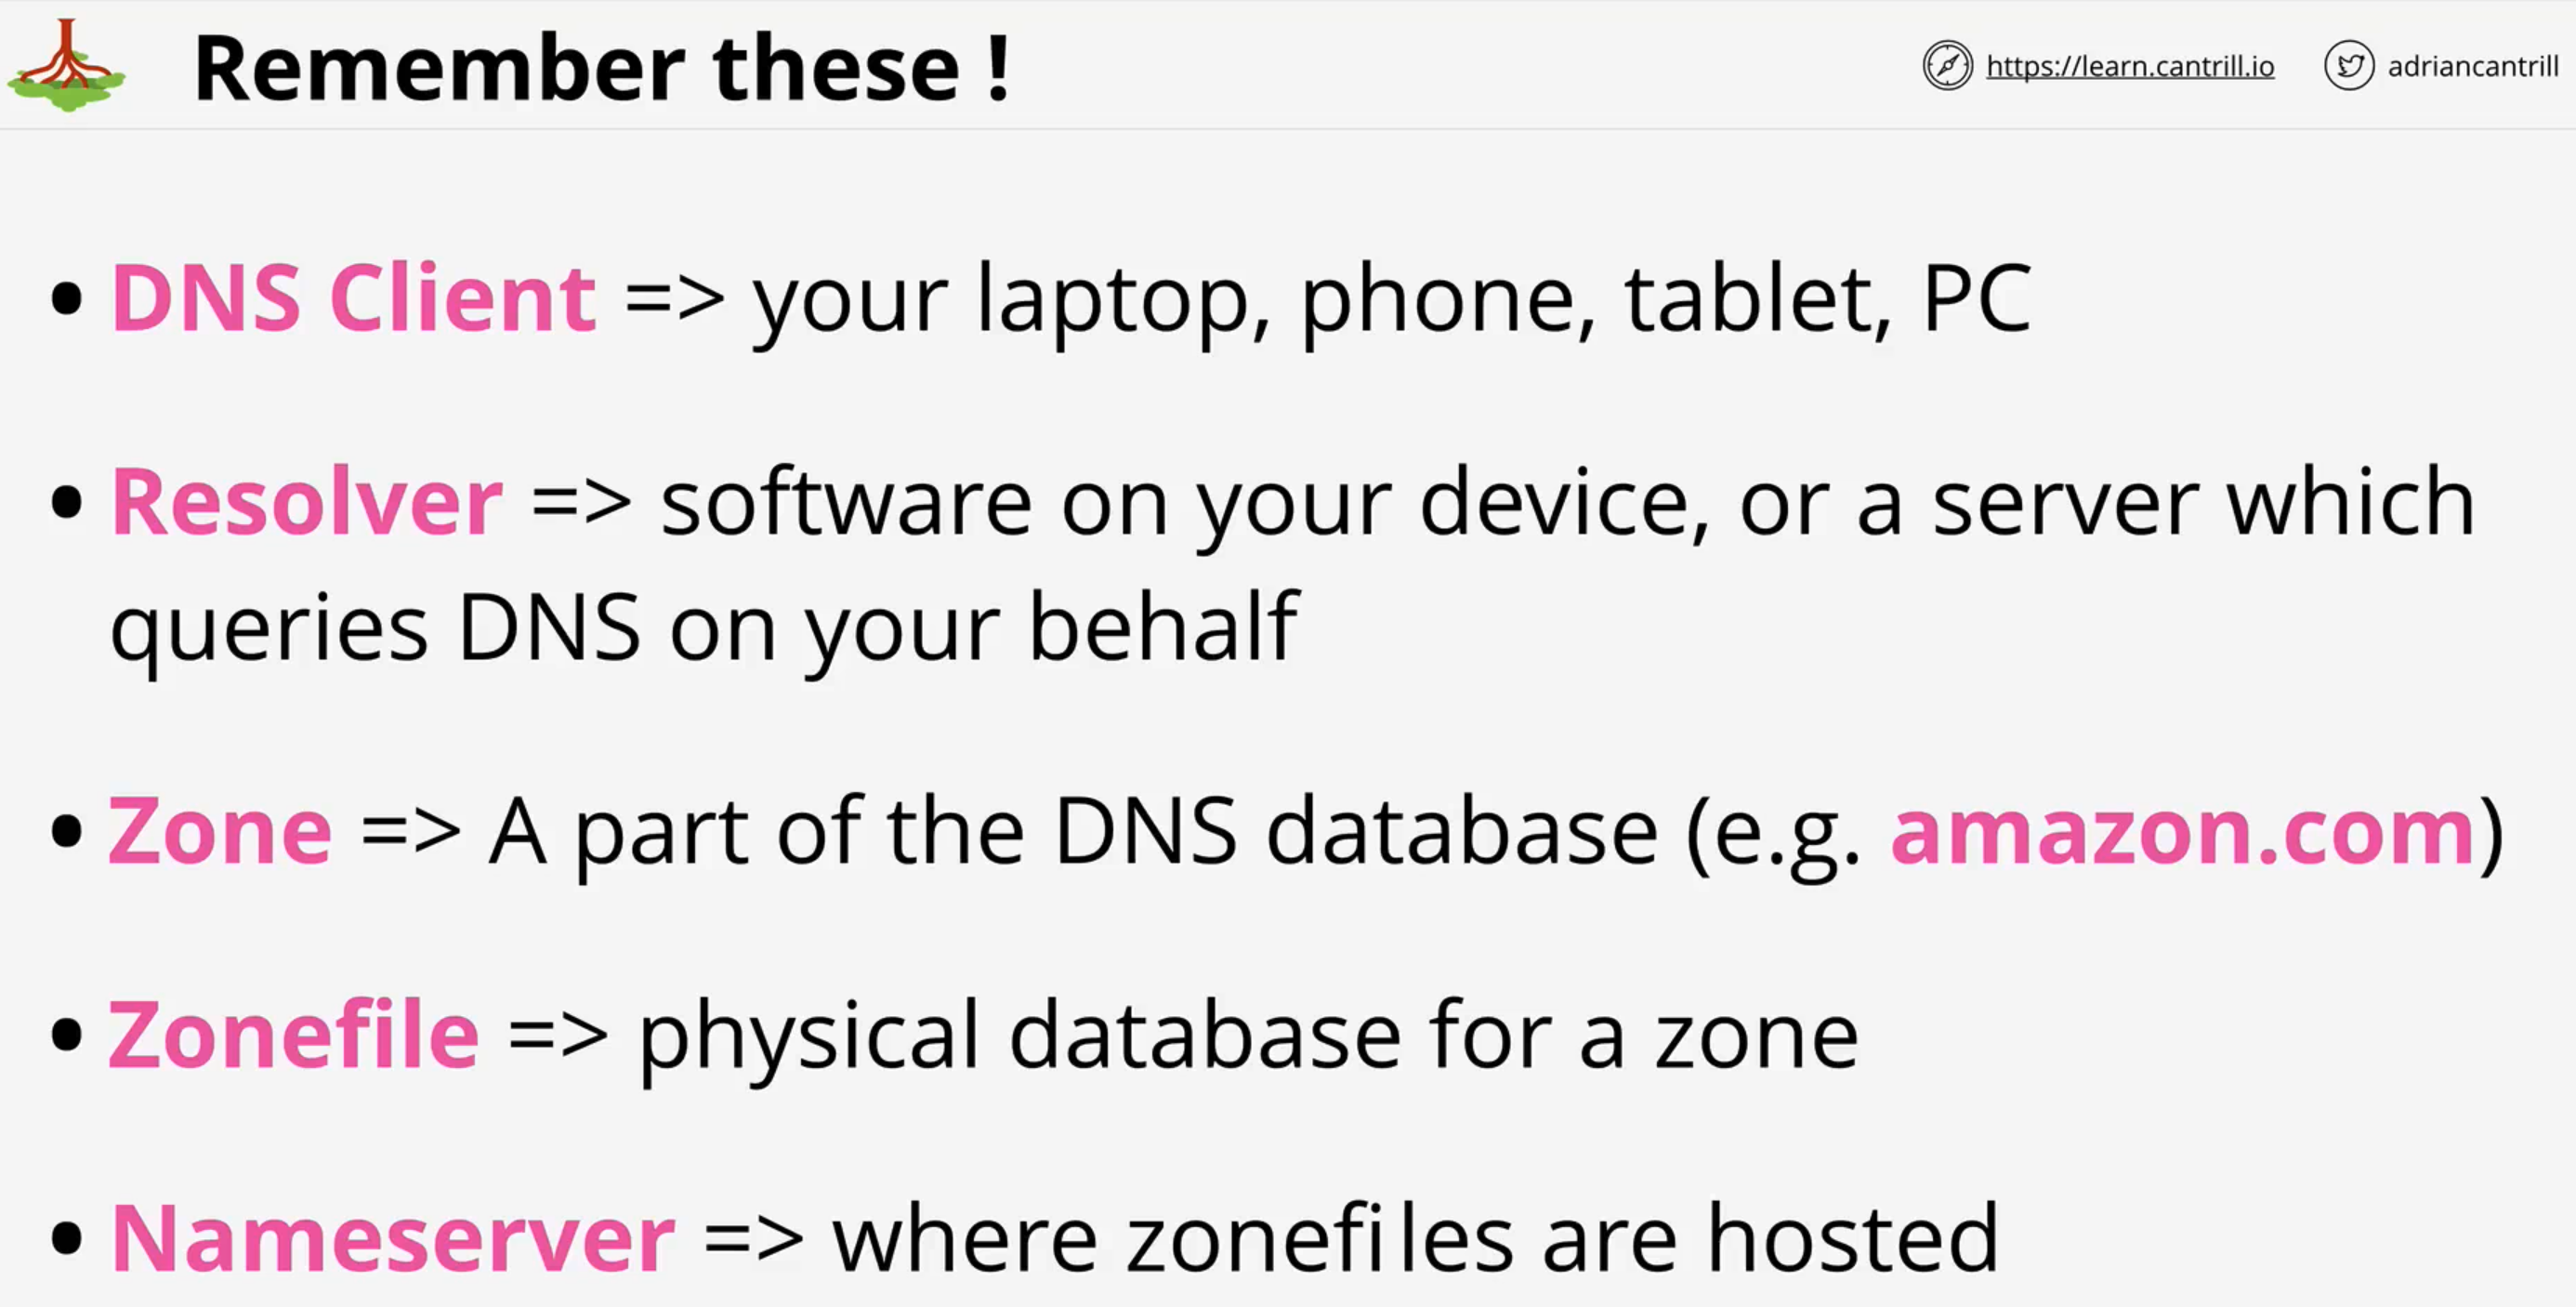 Remember these !
https://learn.cantrill.io
adriancantrill
• DNS Client => your laptop, phone, tablet, PC
• Resolver => software on your device, or a server which
queries DNS on your behalf
• Zone => A part of the DNS database (e.g. amazon.com)
• Zonefile => physical database for a zone
• Nameserver => where zonefiles are hosted